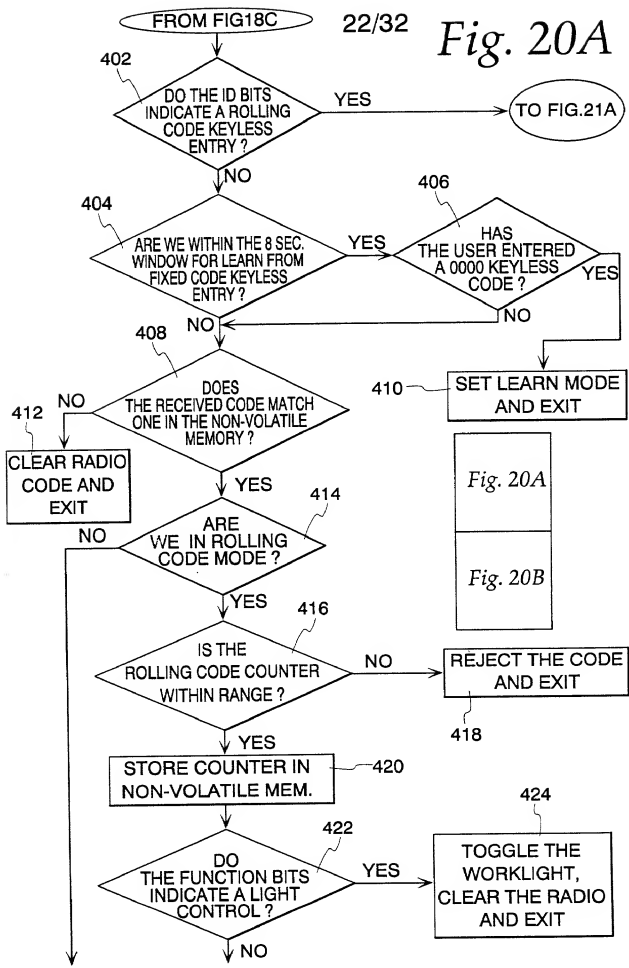 FROM FIG18C
22/32
Fig. 20A
402
DO THE ID BITS
INDICATE A ROLLING
CODE KEYLESS
ENTRY ?
YES
TO FIG.21A
NO
404
ARE WE WITHIN THE 8 SEC.
WINDOW FOR LEARN FROM
FIXED CODE KEYLESS
ENTRY ?
YES
406
HAS
THE USER ENTERED
A 0000 KEYLESS
CODE ?
YES
NO
NO
408
DOES
THE RECEIVED CODE MATCH
ONE IN THE NON-VOLATILE
MEMORY ?
410
SET LEARN MODE
AND EXIT
NO
412
CLEAR RADIO
CODE AND
EXIT
YES
Fig. 20A
Fig. 20B
414
ARE
WE IN ROLLING
CODE MODE ?
NO
YES
416
IS THE
ROLLING CODE COUNTER
WITHIN RANGE ?
NO
REJECT THE CODE
AND EXIT
418
YES
STORE COUNTER IN
NON-VOLATILE MEM.
420
422
DO
THE FUNCTION BITS
INDICATE A LIGHT
CONTROL ?
YES
424
TOGGLE THE
WORKLIGHT,
CLEAR THE RADIO
AND EXIT
NO